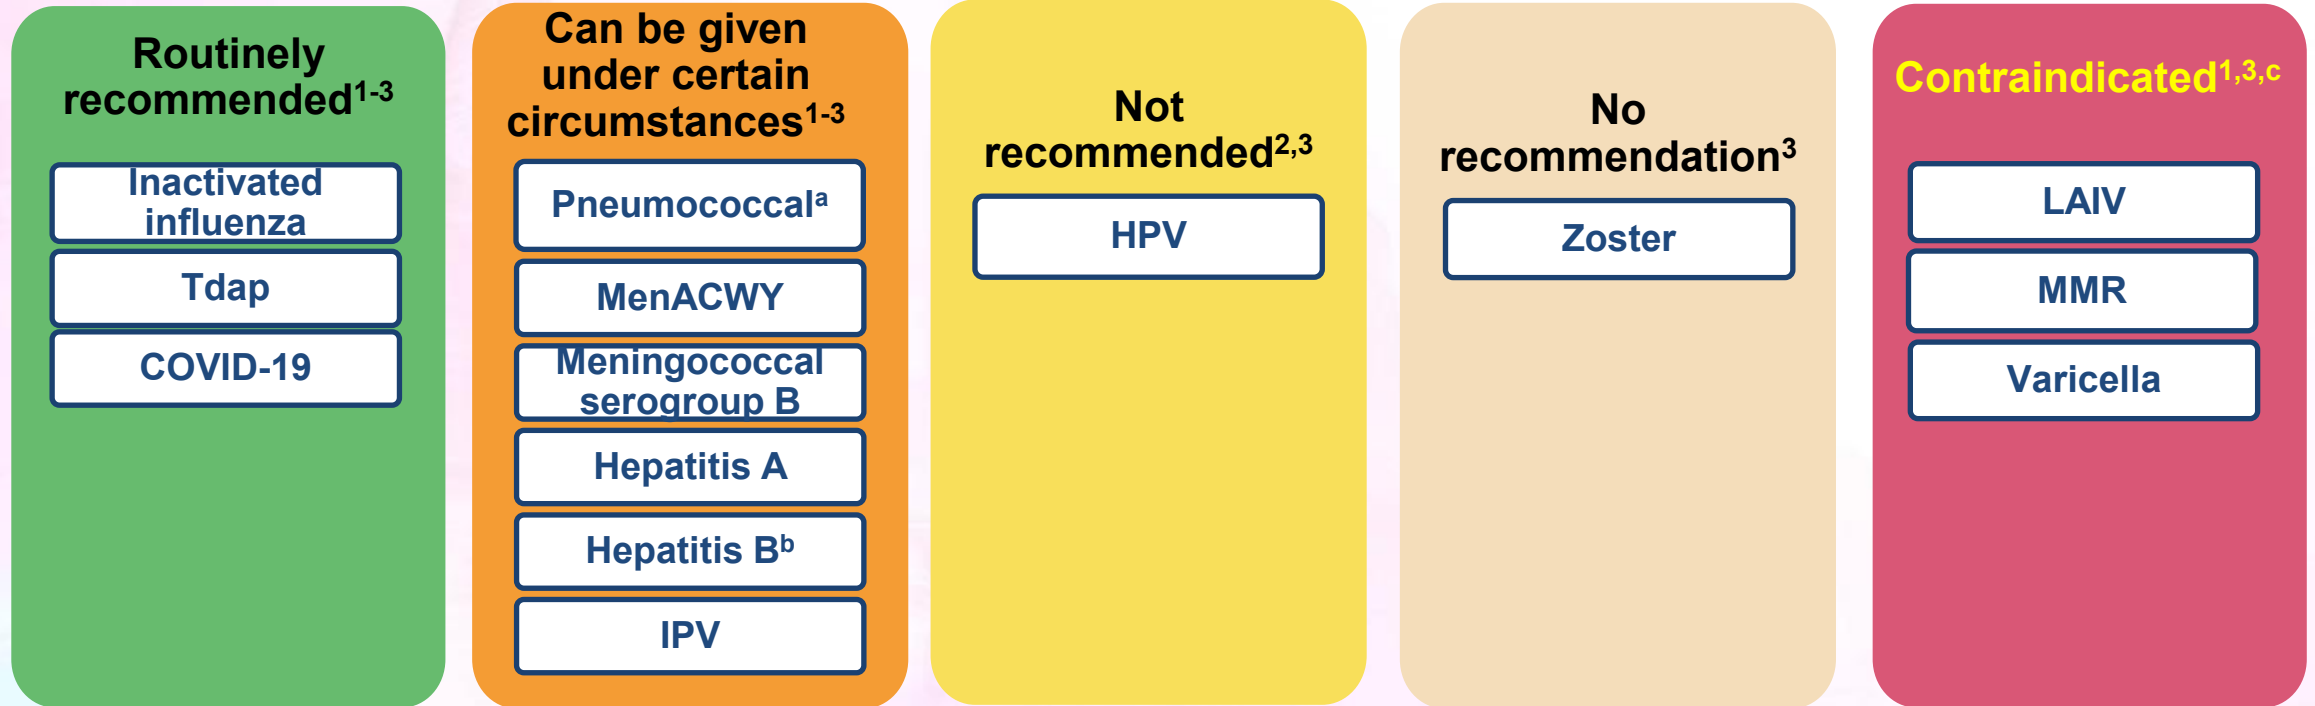 Routinely
recommended1-3
Inactivated
influenza
Tdap
COVID-19
Can be given
under certain
circumstances1-3
Pneumococcala
MenACWY
Meningococcal
serogroup B
Hepatitis A
Hepatitis Bb
IPV
Not
recommended2,3
HPV
No
recommendation3
Zoster
Contraindicated1,3,c
LAIV
MMR
Varicella